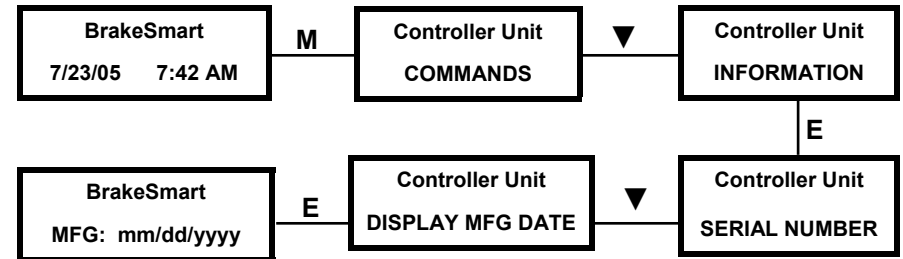 BrakeSmart
7/23/05 7:42 AM
M
Controller Unit
COMMANDS
▼
Controller Unit
INFORMATION
E
BrakeSmart
MFG: mm/dd/yyyy
E
Controller Unit
DISPLAY MFG DATE
▼
Controller Unit
SERIAL NUMBER